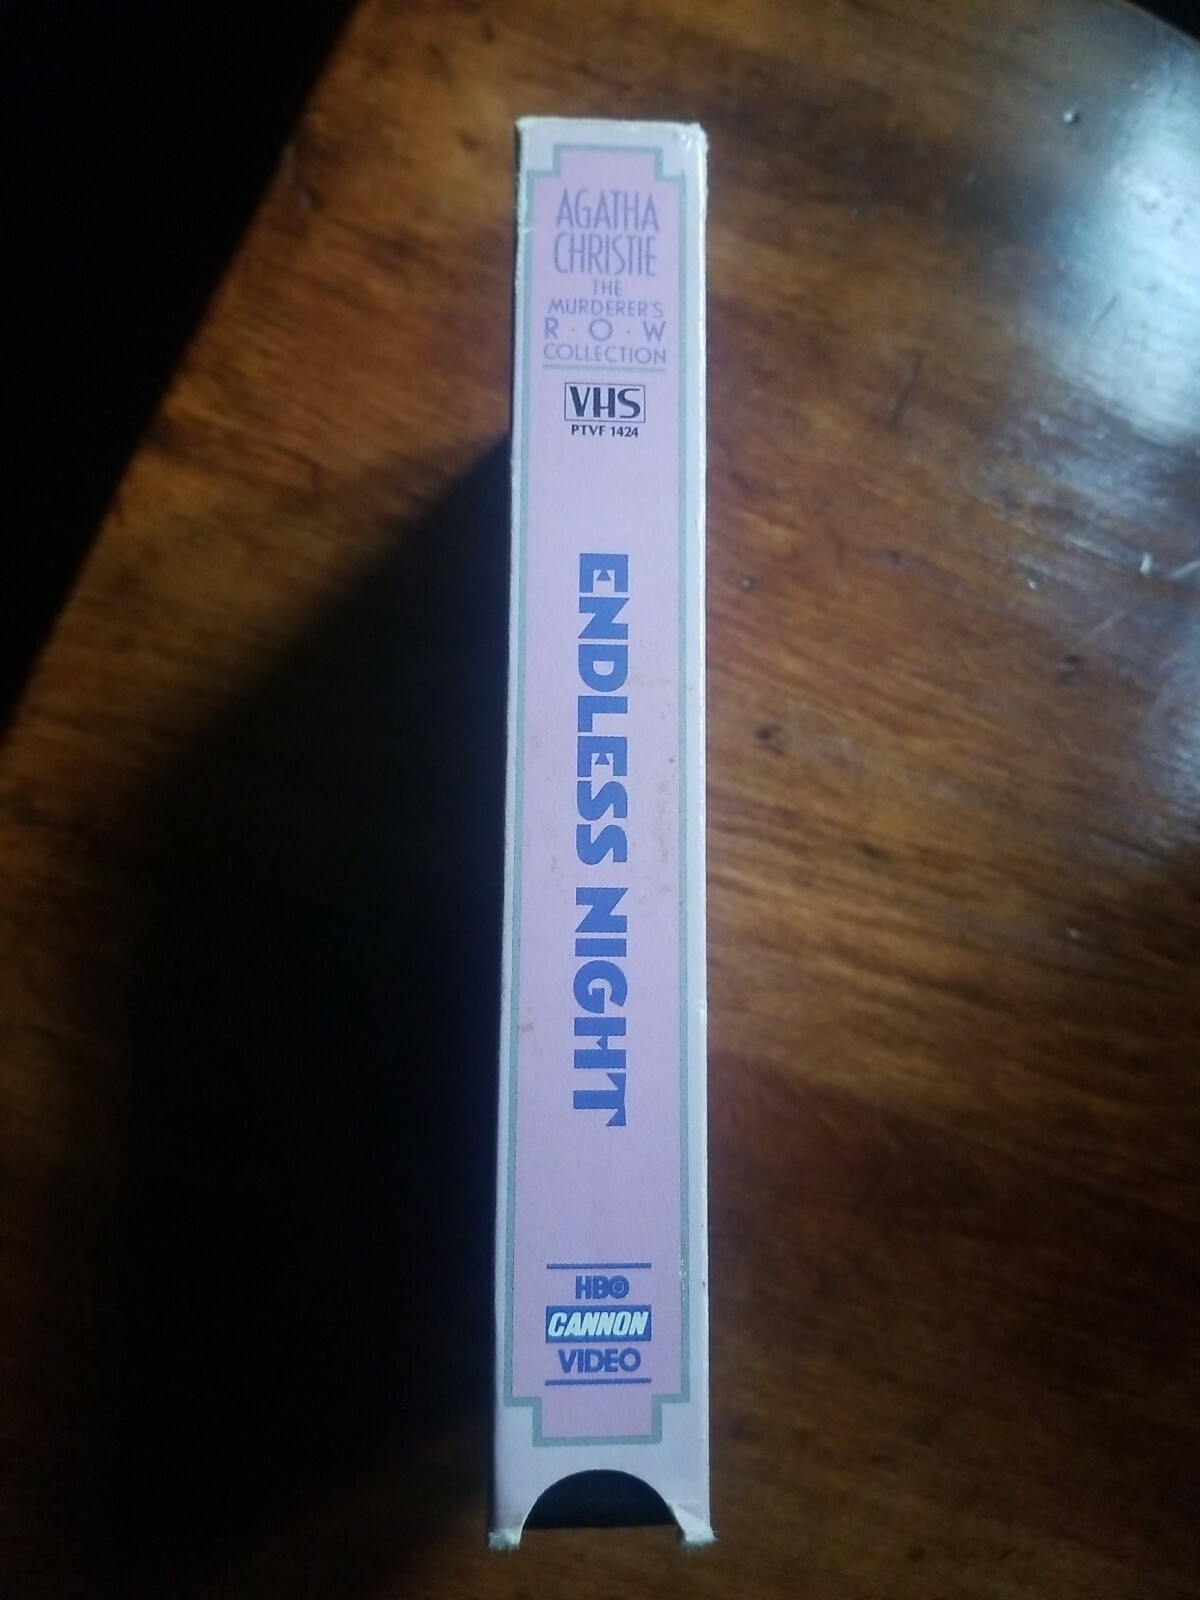 AGATHA
CHRISTIE
THE
MURDERER'S
R · O · W
COLLECTION
VHS
PTVF 1424
ENDLESS NIGHT
HBO
CANNON
VIDEO